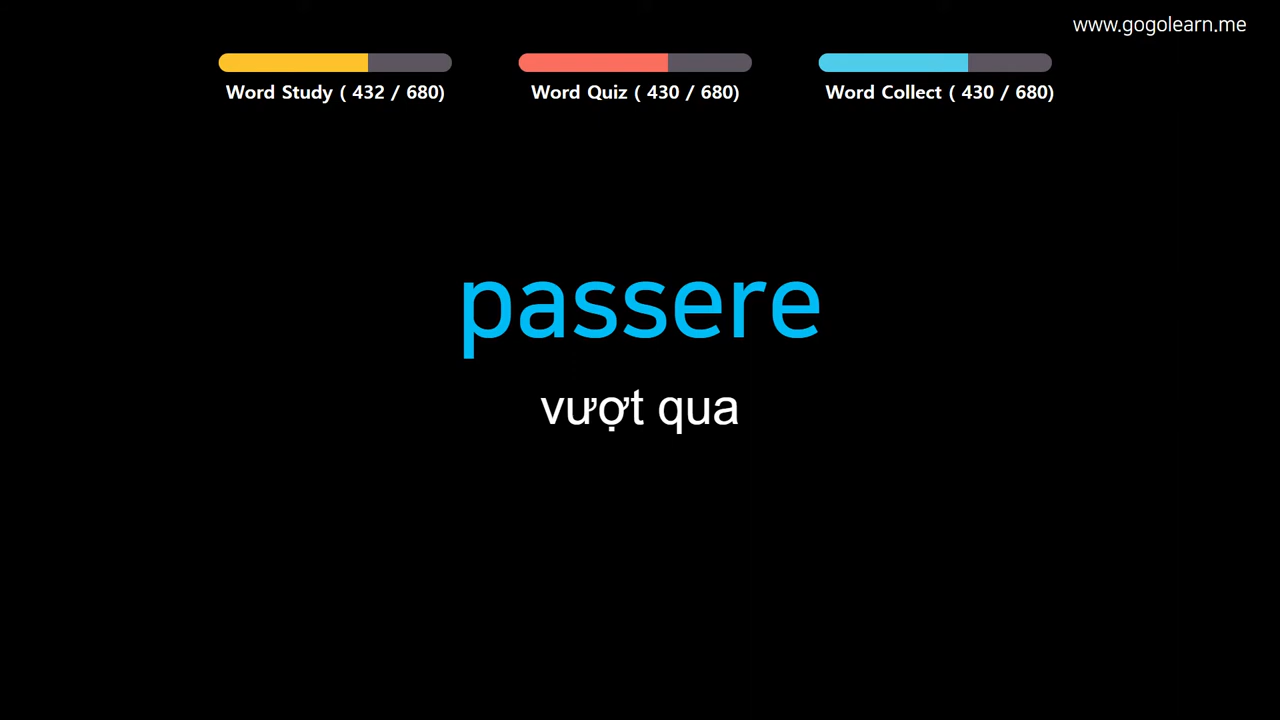 www.gogolearn.me
Word Study ( 432 / 680)
Word Quiz ( 430 / 680)
Word Collect ( 430 / 680)
passere
vượt qua